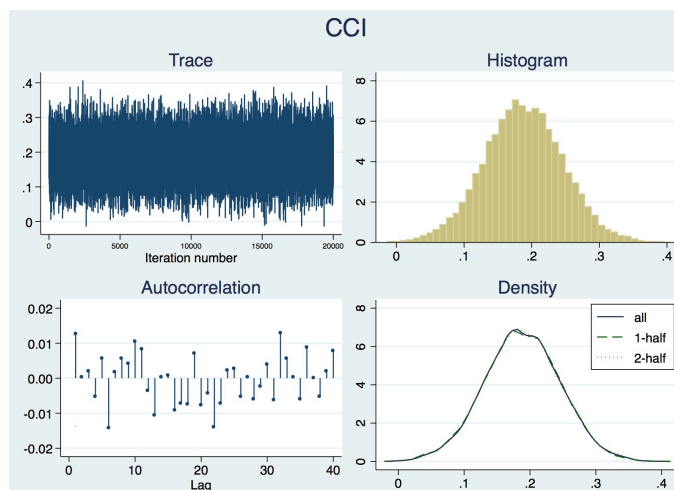 CCI
Trace
.4
.3
.2
.1
0
0 5000 10000 15000 20000
Iteration number
Histogram
8
6
4
2
0
0 .1 .2 .3 .4
Autocorrelation
0.02
0.01
0.00
-0.01
-0.02
0 10 20 30 40
Lag
Density
all
1-half
2-half
8
6
4
2
0
0 .1 .2 .3 .4